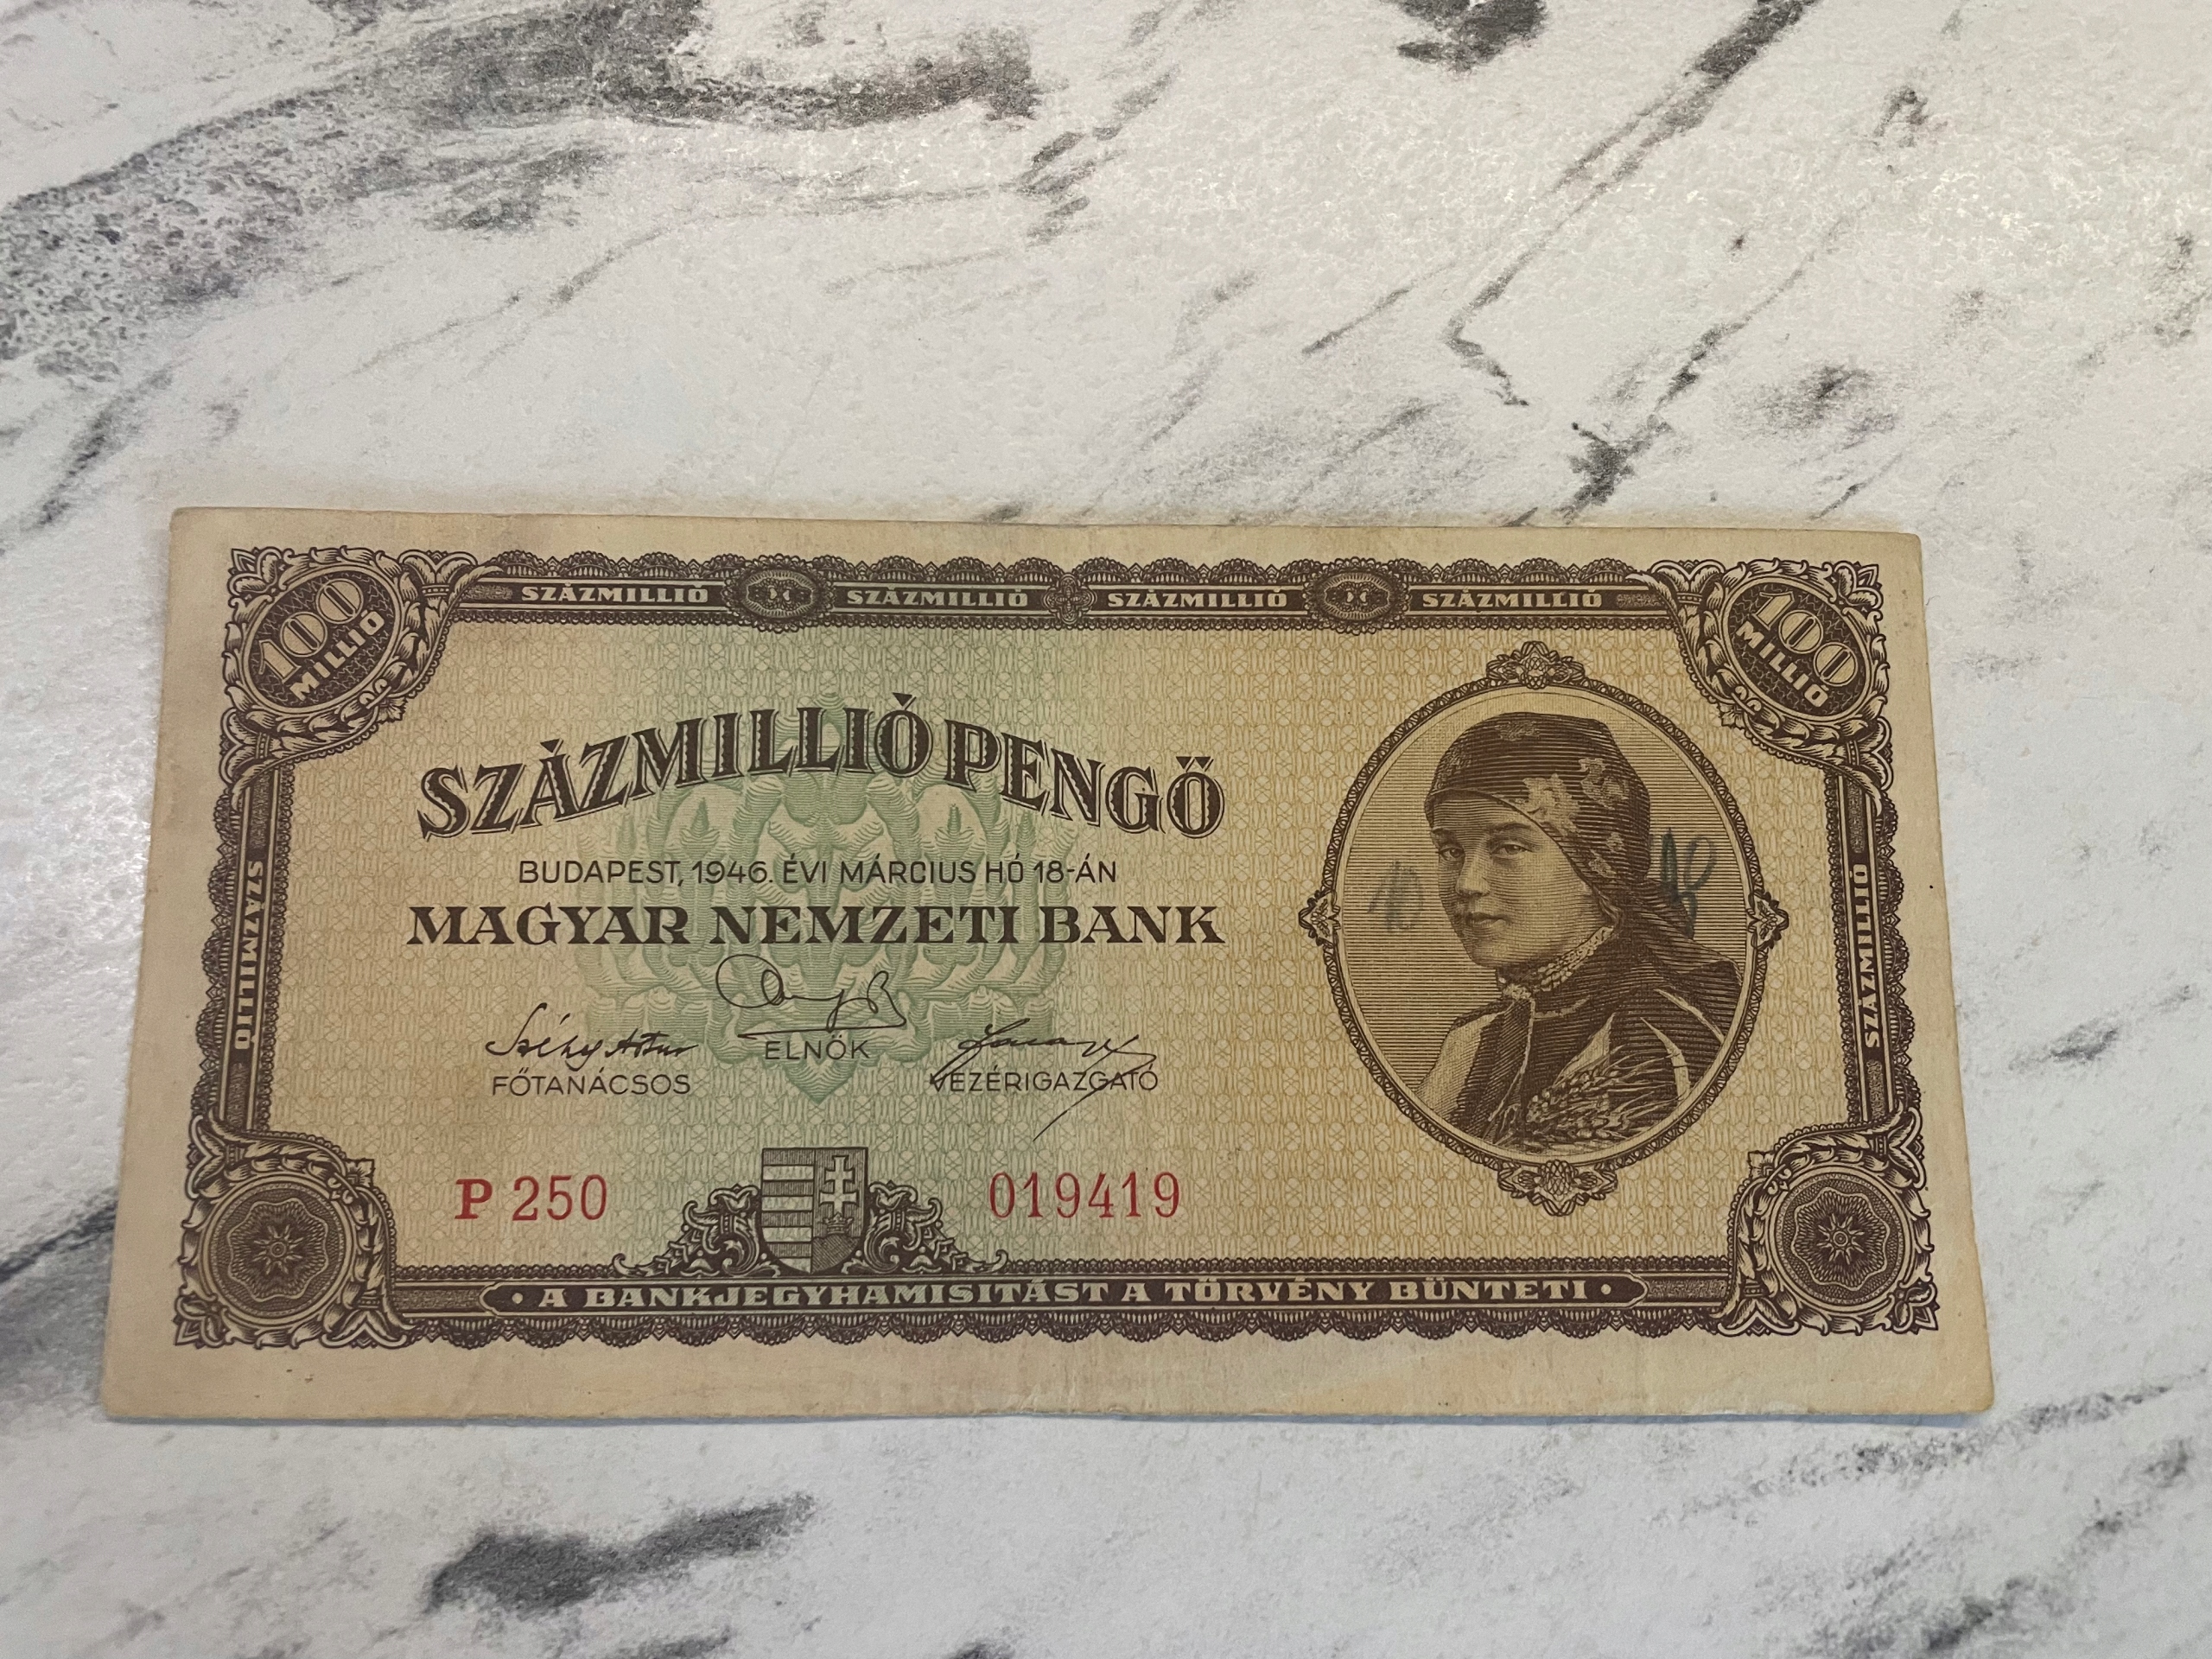 100 MILLIÓ
SZÁZMILLIÓ SZÁZMILLIÓ SZÁZMILLIÓ SZÁZMILLIÓ
100 MILLIÓ
SZÁZMILLIÓ PENGŐ
BUDAPEST, 1946. ÉVI MÁRCIUS HÓ 18-ÁN
MAGYAR NEMZETI BANK
ELNÖK
FŐTANÁCSOS
VEZÉRIGAZGATÓ
SZÁZMILLIÓ
SZÁZMILLIÓ
P 250
019419
• A BANKJEGYHAMISITÁST A TÖRVÉNY BÜNTETI •